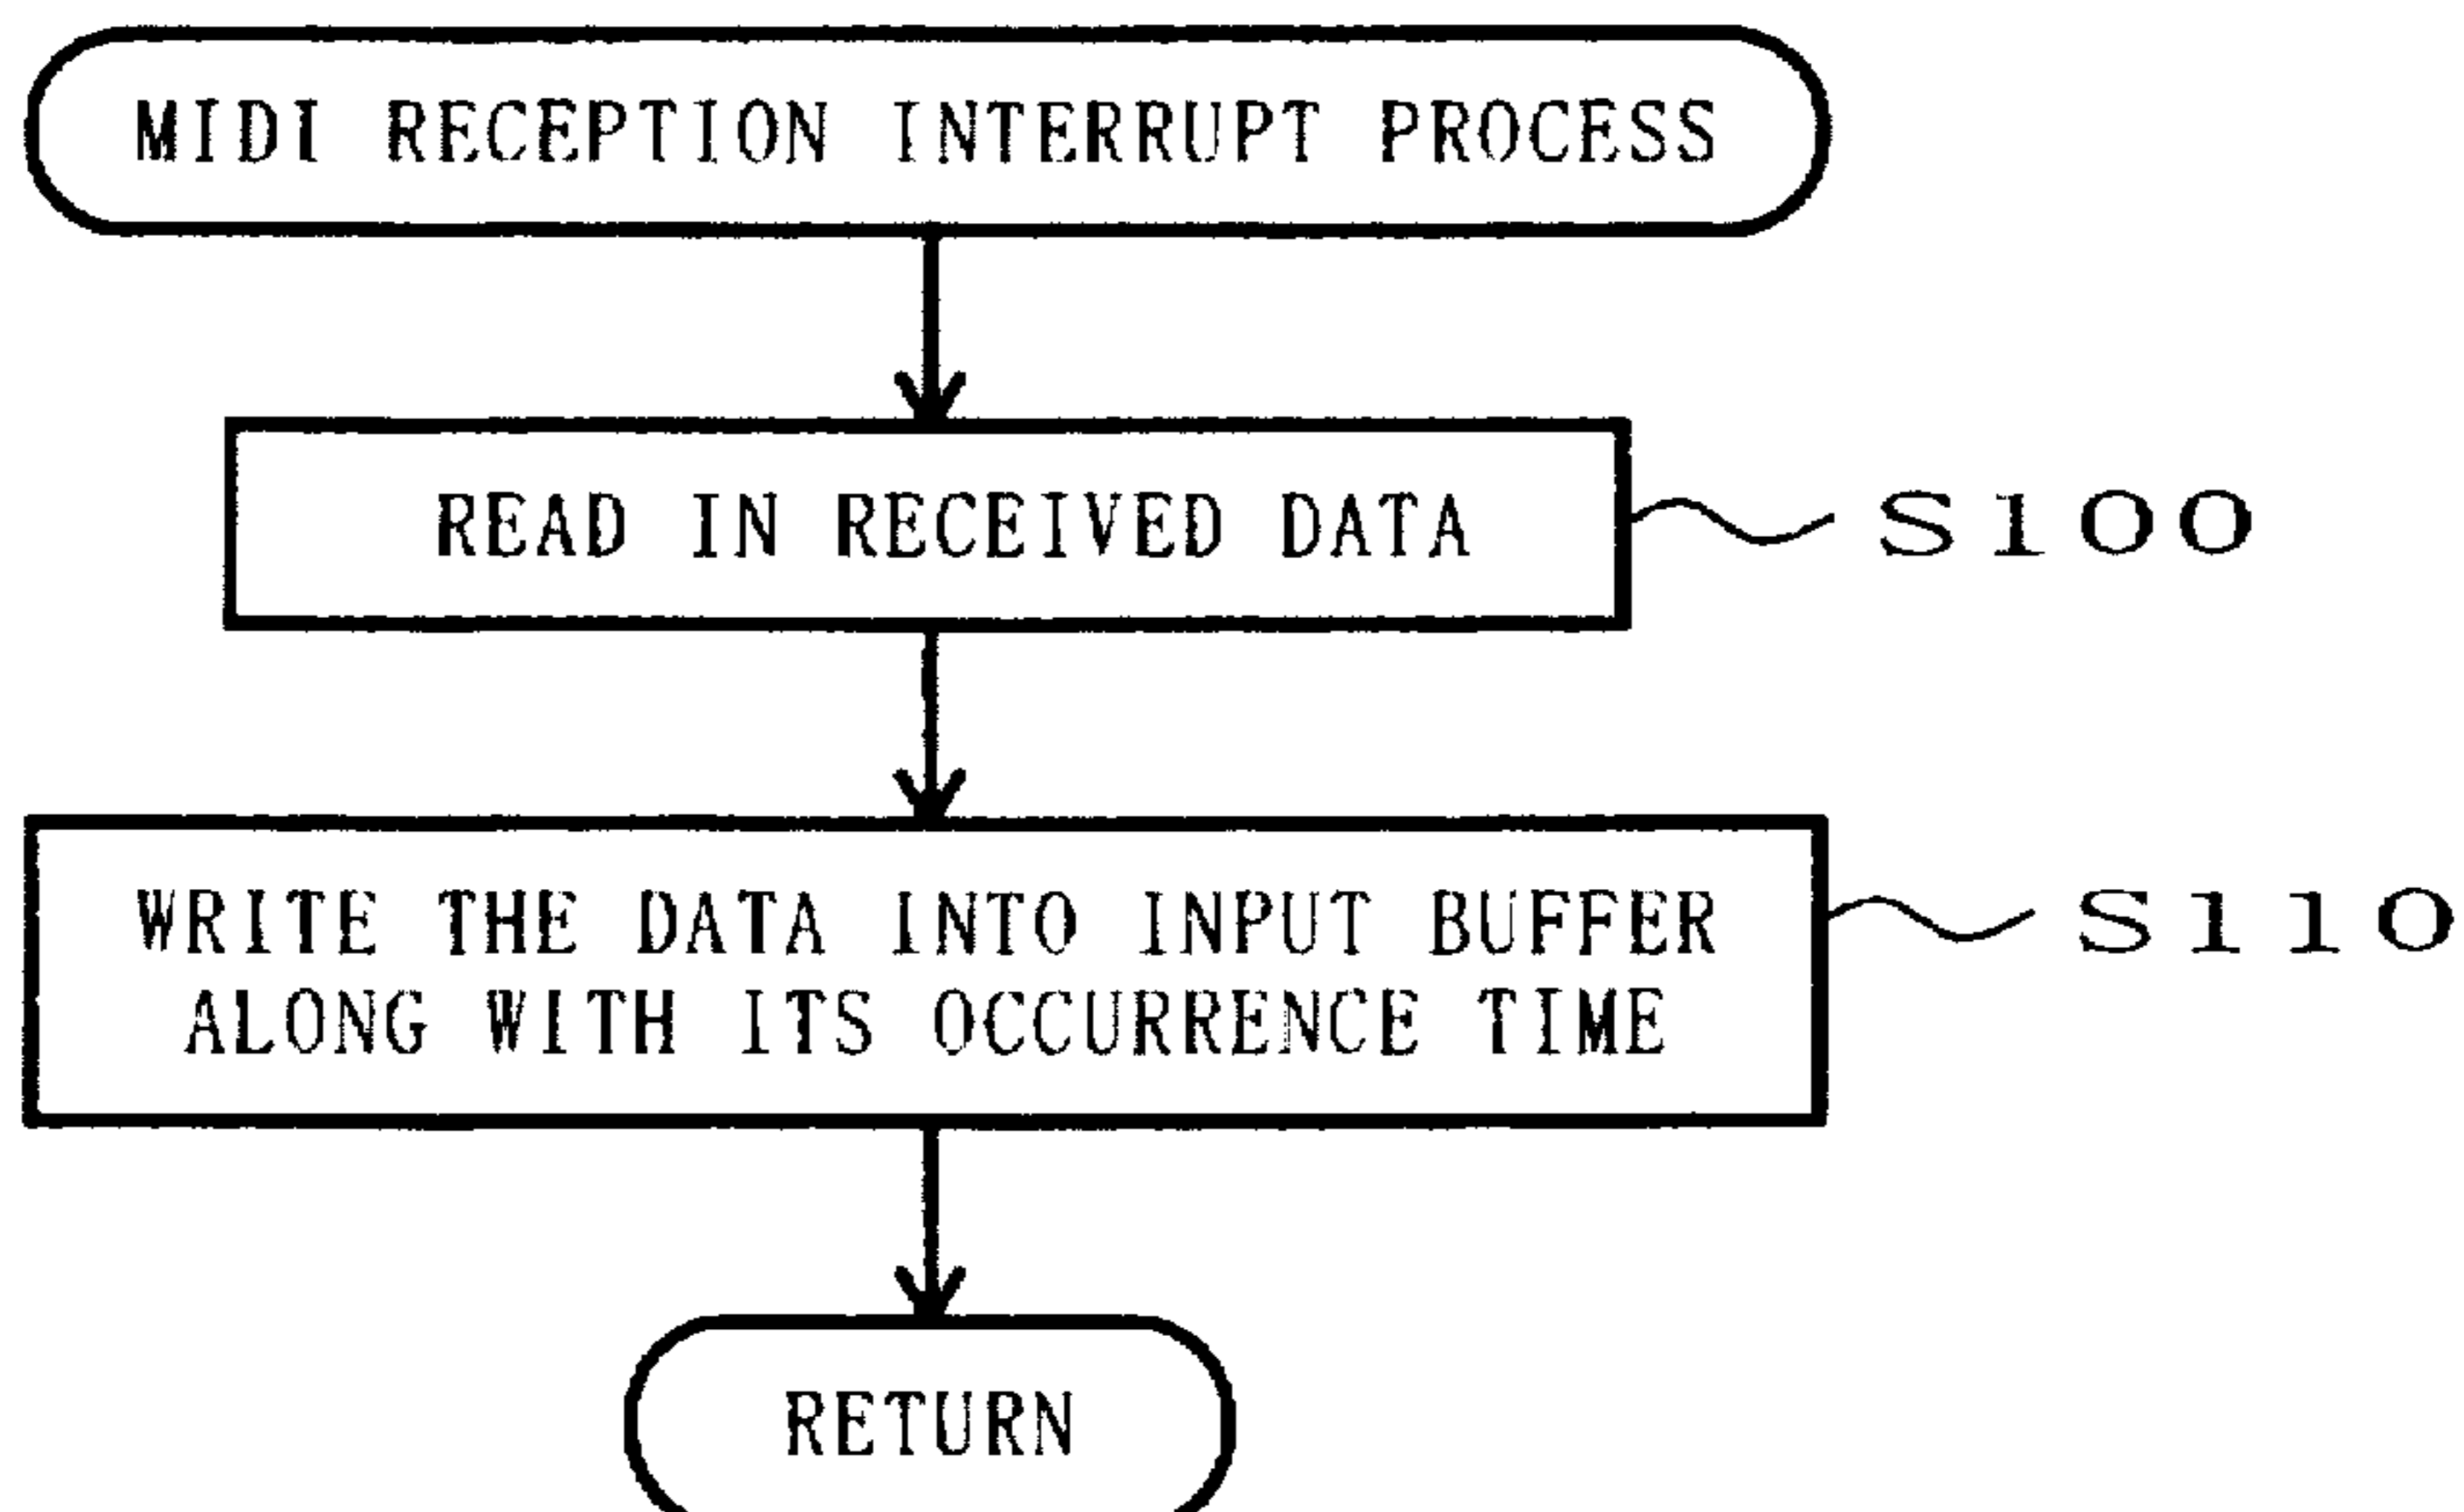 MIDI RECEPTION INTERRUPT PROCESS
READ IN RECEIVED DATA
S100
WRITE THE DATA INTO INPUT BUFFER
ALONG WITH ITS OCCURRENCE TIME
S110
RETURN